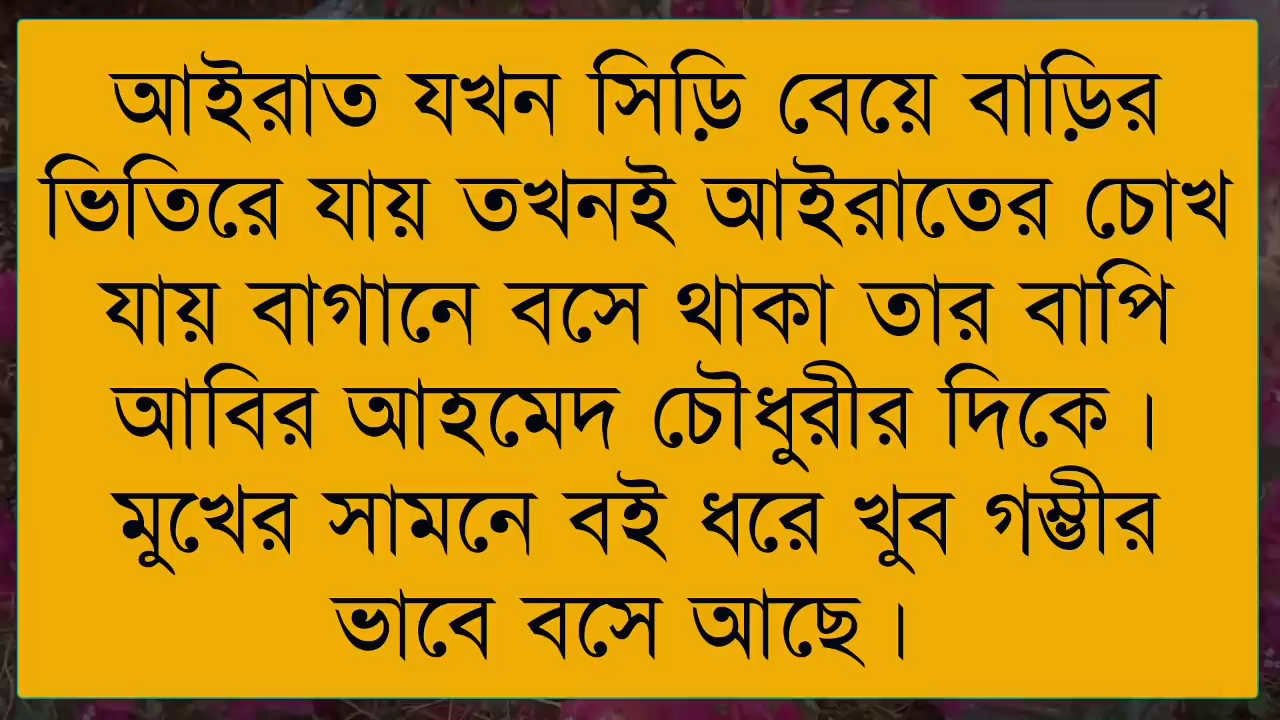 আইরাত যখন সিড়ি বেয়ে বাড়ির
ভিতিরে যায় তখনই আইরাতের চোখ
যায় বাগানে বসে থাকা তার বাপি
আবির আহমেদ চৌধুরীর দিকে।
মুখের সামনে বই ধরে খুব গম্ভীর
ভাবে বসে আছে।